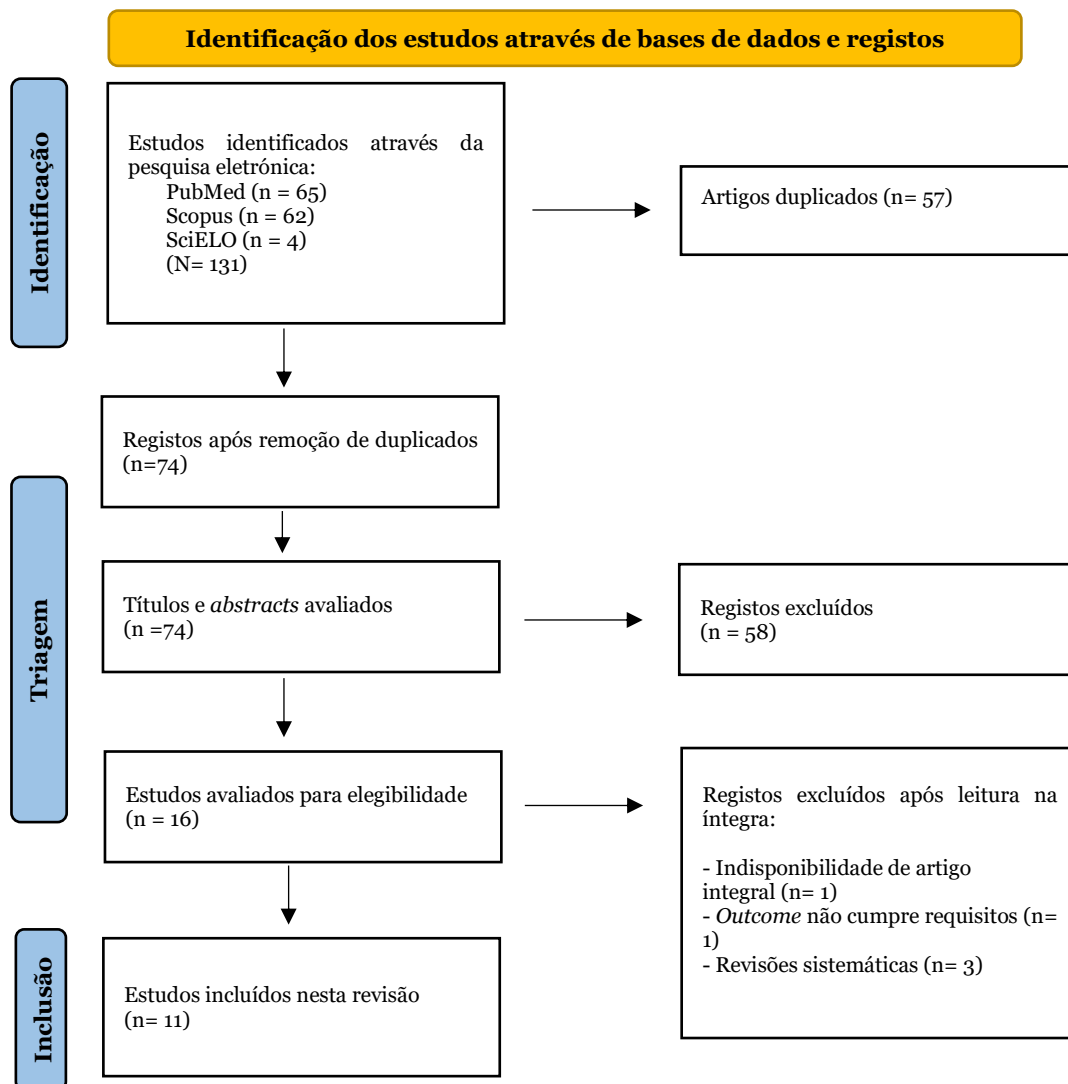 Identificação dos estudos através de bases de dados e registos
Identificação
Estudos identificados através da
pesquisa eletrónica:
PubMed (n = 65)
Scopus (n = 62)
SciELO (n = 4)
(N= 131)
Artigos duplicados (n= 57)
Registos após remoção de duplicados
(n=74)
Triagem
Títulos e abstracts avaliados
(n =74)
Registos excluídos
(n = 58)
Estudos avaliados para elegibilidade
(n = 16)
Registos excluídos após leitura na
íntegra:
- Indisponibilidade de artigo
integral (n= 1)
- Outcome não cumpre requisitos (n=
1)
- Revisões sistemáticas (n= 3)
Inclusão
Estudos incluídos nesta revisão
(n= 11)